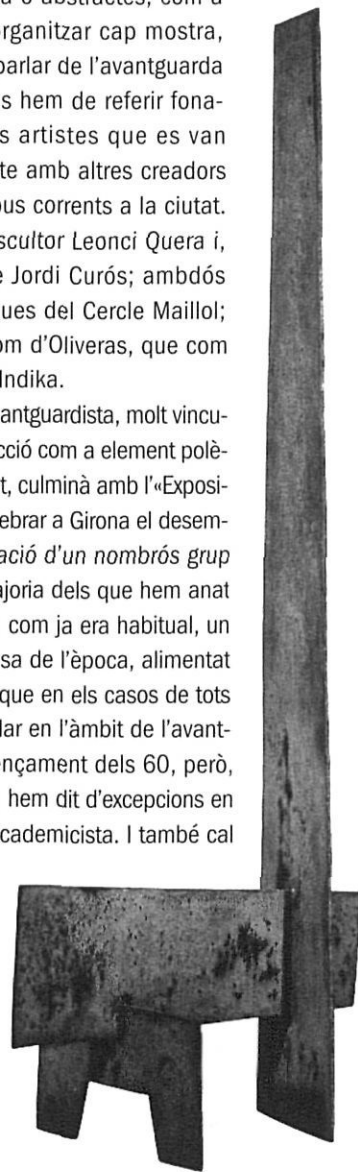 o abstractes, com a
organitzar cap mostra,
parlar de l'avantguarda
s hem de referir fona-
s artistes que es van
te amb altres creadors
ous corrents a la ciutat.
scultor Leonci Quera i,
e Jordi Curós; ambdós
ues del Cercle Maillol;
om d'Oliveras, que com
Indika.
antguardista, molt vincu-
cció com a element polè-
t, culminà amb l'«Exposi-
ebrar a Girona el desem-
ació d'un nombrós grup
ajoria dels que hem anat
com ja era habitual, un
sa de l'època, alimentat
que en els casos de tots
lar en l'àmbit de l'avant-
ençament dels 60, però,
hem dit d'excepcions en
cademicista. I també cal